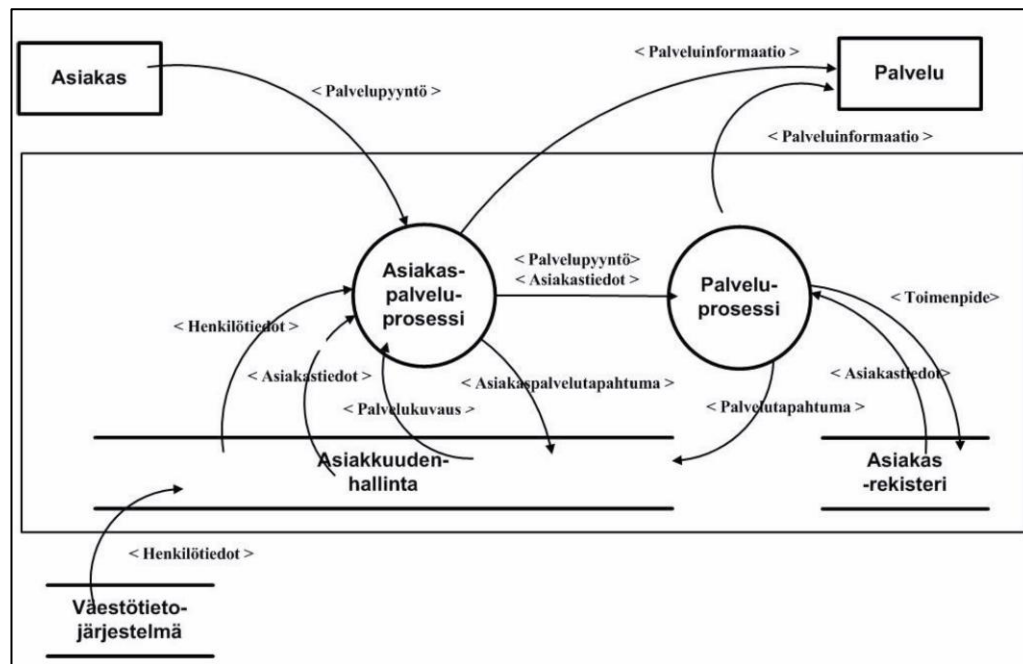 Asiakas
< Palveluinformaatio >
Palvelu
< Palvelupyyntö >
< Palveluinformaatio >
Asiakas-
palvelu-
prosessi
< Palvelupyyntö>
< Asiakastiedot >
Palvelu-
prosessi
< Toimenpide>
< Henkilötiedot>
< Asiakastiedot >
< Asiakaspalvelutapahtuma >
< Asiakastiedot>
< Palvelukuvaus >
< Palvelutapahtuma >
Asiakkuuden-
hallinta
Asiakas
-rekisteri
< Henkilötiedot >
Väestötieto-
järjestelmä